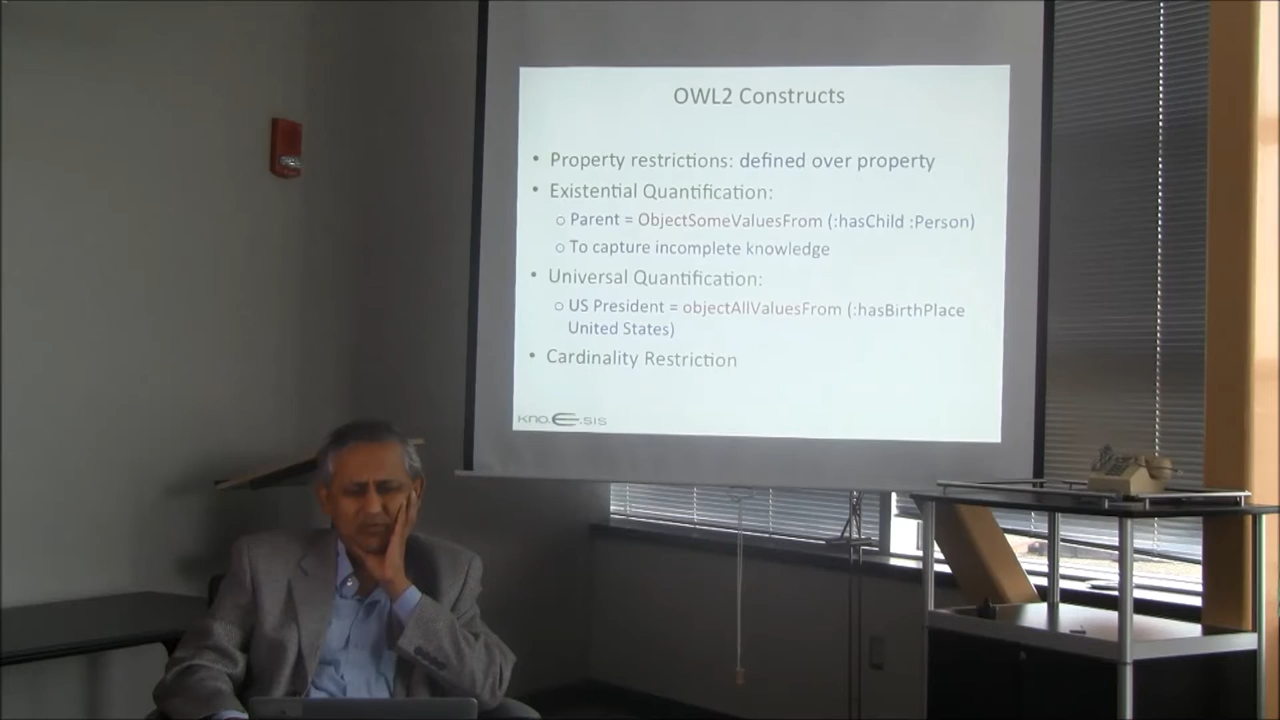 OWL2 Constructs
• Property restrictions: defined over property
• Existential Quantification:
○ Parent = ObjectSomeValuesFrom (:hasChild :Person)
○ To capture incomplete knowledge
• Universal Quantification:
○ US President = objectAllValuesFrom (:hasBirthPlace
United States)
• Cardinality Restriction
kno.e.sis